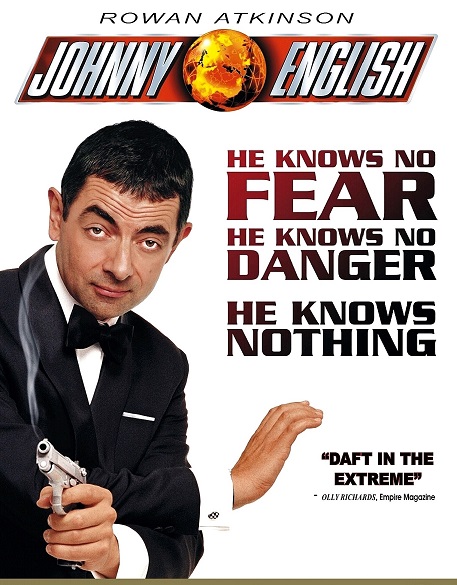 ROWAN ATKINSON
JOHNNY ENGLISH
HE KNOWS NO
FEAR
HE KNOWS NO
DANGER
HE KNOWS
NOTHING
“DAFT IN THE
EXTREME”
- OLLY RICHARDS, Empire Magazine